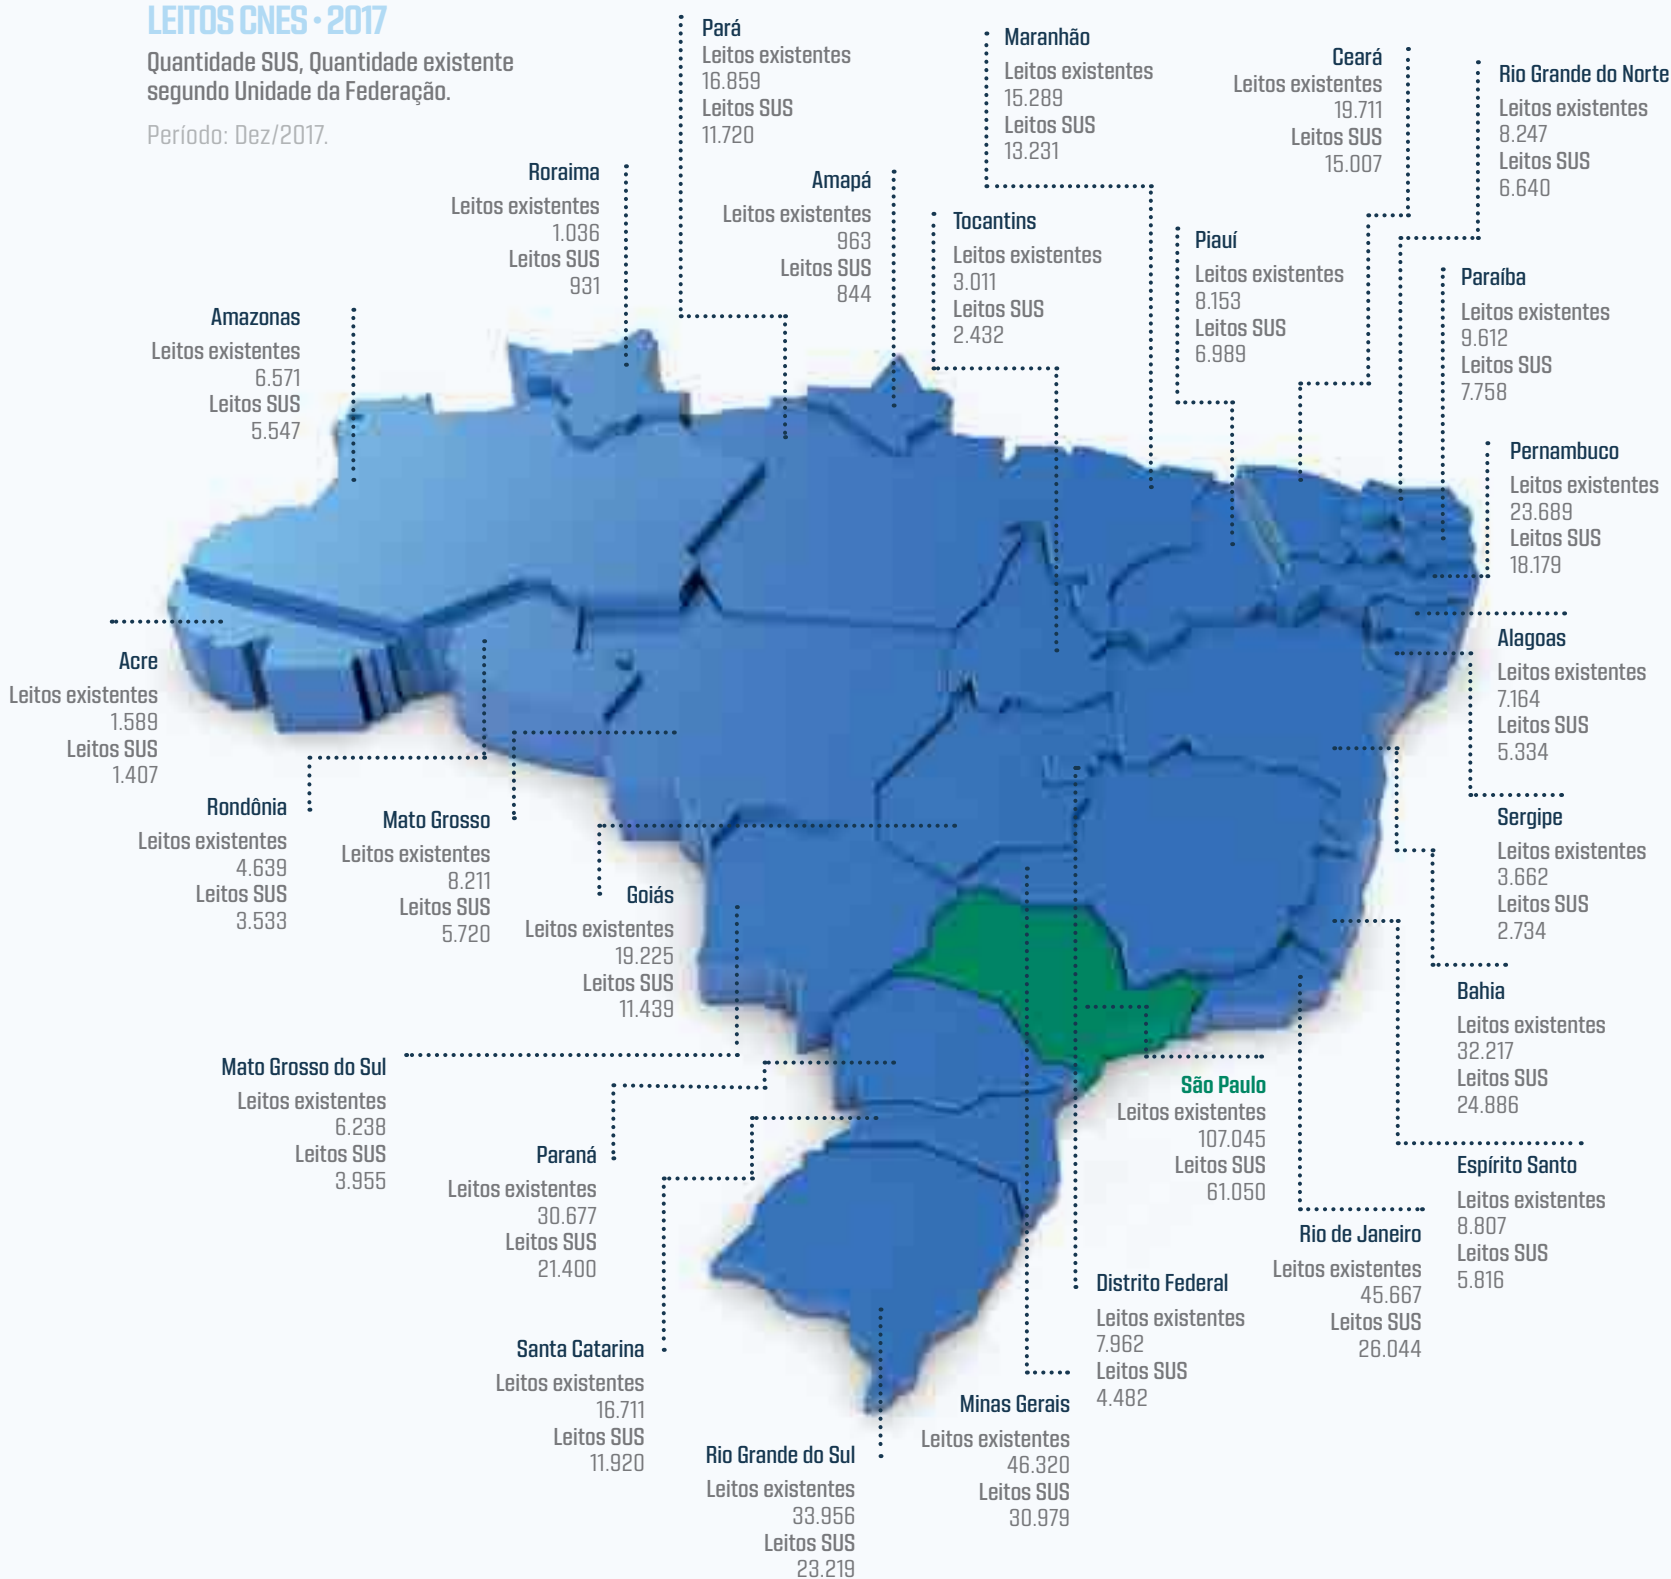 LEITOS CNES • 2017
Quantidade SUS, Quantidade existente
segundo Unidade da Federação.
Período: Dez/2017.
Pará
Leitos existentes
16.859
Leitos SUS
11.720
Maranhão
Leitos existentes
15.289
Leitos SUS
13.231
Ceará
Leitos existentes
19.711
Leitos SUS
15.007
Rio Grande do Norte
Leitos existentes
8.247
Leitos SUS
6.640
Roraima
Leitos existentes
1.036
Leitos SUS
931
Amapá
Leitos existentes
963
Leitos SUS
844
Tocantins
Leitos existentes
3.011
Leitos SUS
2.432
Piauí
Leitos existentes
8.153
Leitos SUS
6.989
Paraíba
Leitos existentes
9.612
Leitos SUS
7.758
Amazonas
Leitos existentes
6.571
Leitos SUS
5.547
Pernambuco
Leitos existentes
23.689
Leitos SUS
18.179
Acre
Leitos existentes
1.589
Leitos SUS
1.407
Alagoas
Leitos existentes
7.164
Leitos SUS
5.334
Rondônia
Leitos existentes
4.639
Leitos SUS
3.533
Mato Grosso
Leitos existentes
8.211
Leitos SUS
5.720
Goiás
Leitos existentes
19.225
Leitos SUS
11.439
Sergipe
Leitos existentes
3.662
Leitos SUS
2.734
Bahia
Leitos existentes
32.217
Leitos SUS
24.886
Mato Grosso do Sul
Leitos existentes
6.238
Leitos SUS
3.955
São Paulo
Leitos existentes
107.045
Leitos SUS
61.050
Paraná
Leitos existentes
30.677
Leitos SUS
21.400
Espírito Santo
Leitos existentes
8.807
Leitos SUS
5.816
Rio de Janeiro
Leitos existentes
45.667
Leitos SUS
26.044
Distrito Federal
Leitos existentes
7.962
Leitos SUS
4.482
Santa Catarina
Leitos existentes
16.711
Leitos SUS
11.920
Minas Gerais
Leitos existentes
46.320
Leitos SUS
30.979
Rio Grande do Sul
Leitos existentes
33.956
Leitos SUS
23.219